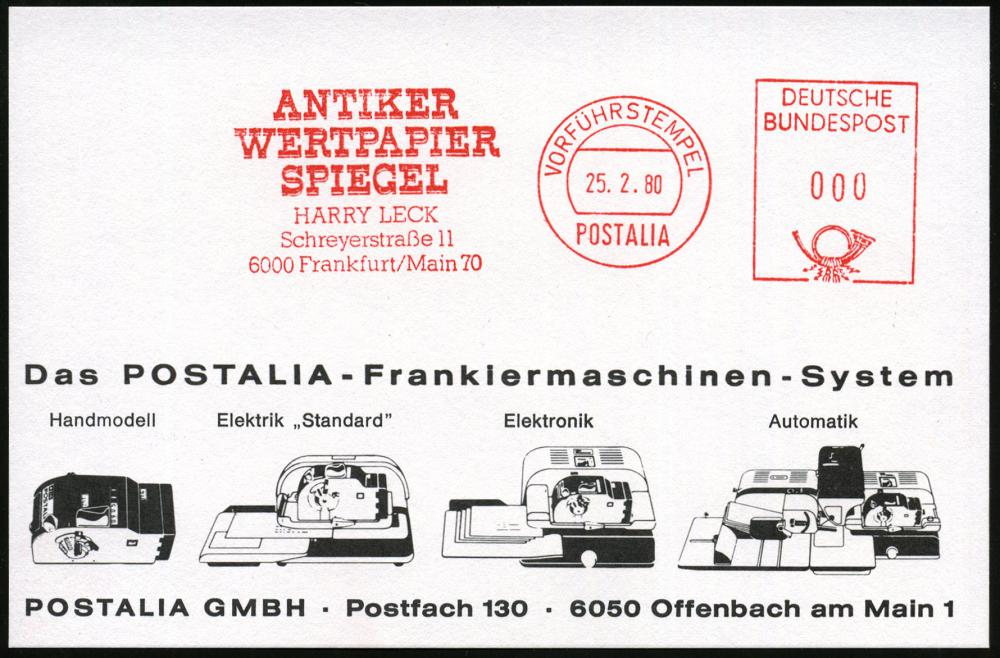 ANTIKER
WERTPAPIER
SPIEGEL
HARRY LECK
Schreyerstraße 11
6000 Frankfurt/Main 70
VORFÜHRSTEMPEL
25. 2. 80
POSTALIA
DEUTSCHE
BUNDESPOST
000
Das POSTALIA-Frankiermaschinen-System
Handmodell
Elektrik „Standard”
Elektronik
Automatik
POSTALIA GMBH · Postfach 130 · 6050 Offenbach am Main 1